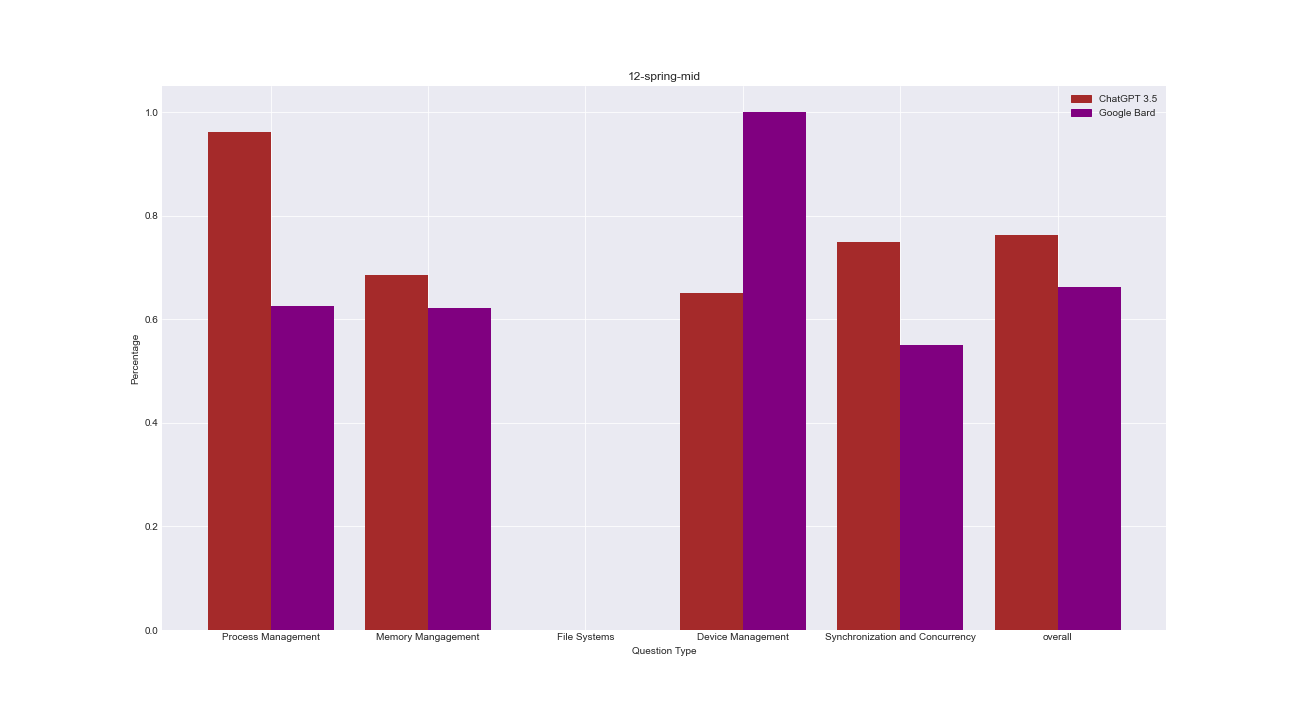 12-spring-mid
ChatGPT 3.5
Google Bard
1.0
0.8
0.6
0.4
0.2
0.0
Percentage
Process Management
Memory Mangagement
File Systems
Device Management
Synchronization and Concurrency
overall
Question Type